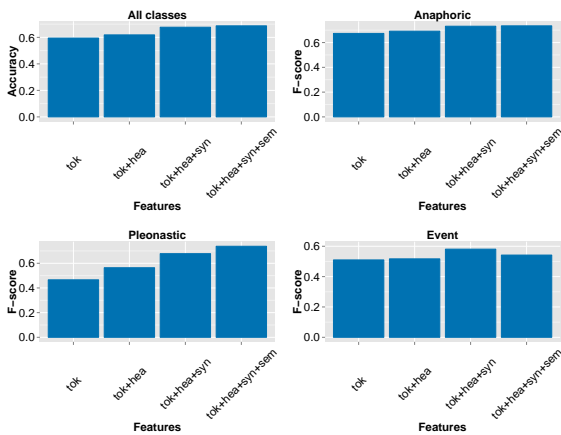 All classes
Accuracy
0.6
0.4
0.2
0.0
tok
tok+hea
tok+hea+syn
tok+hea+syn+sem
Features
Anaphoric
F−score
0.6
0.4
0.2
0.0
tok
tok+hea
tok+hea+syn
tok+hea+syn+sem
Features
Pleonastic
F−score
0.6
0.4
0.2
0.0
tok
tok+hea
tok+hea+syn
tok+hea+syn+sem
Features
Event
F−score
0.6
0.4
0.2
0.0
tok
tok+hea
tok+hea+syn
tok+hea+syn+sem
Features